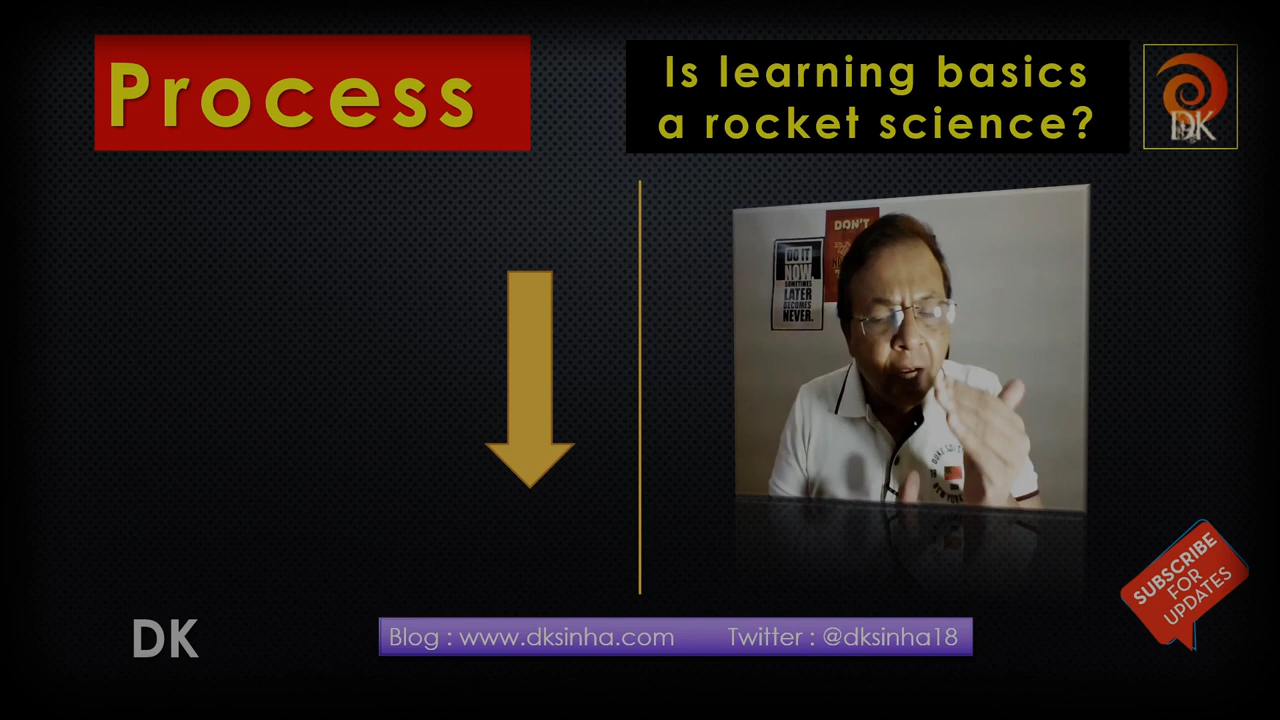 Process
Is learning basics
a rocket science?
DK
DON'T
DO IT
NOW
SOMETIMES
LATER
BECOMES
NEVER.
NEW YORK
SUBSCRIBE
FOR
UPDATES
DK
Blog : www.dksinha.com Twitter : @dksinha18